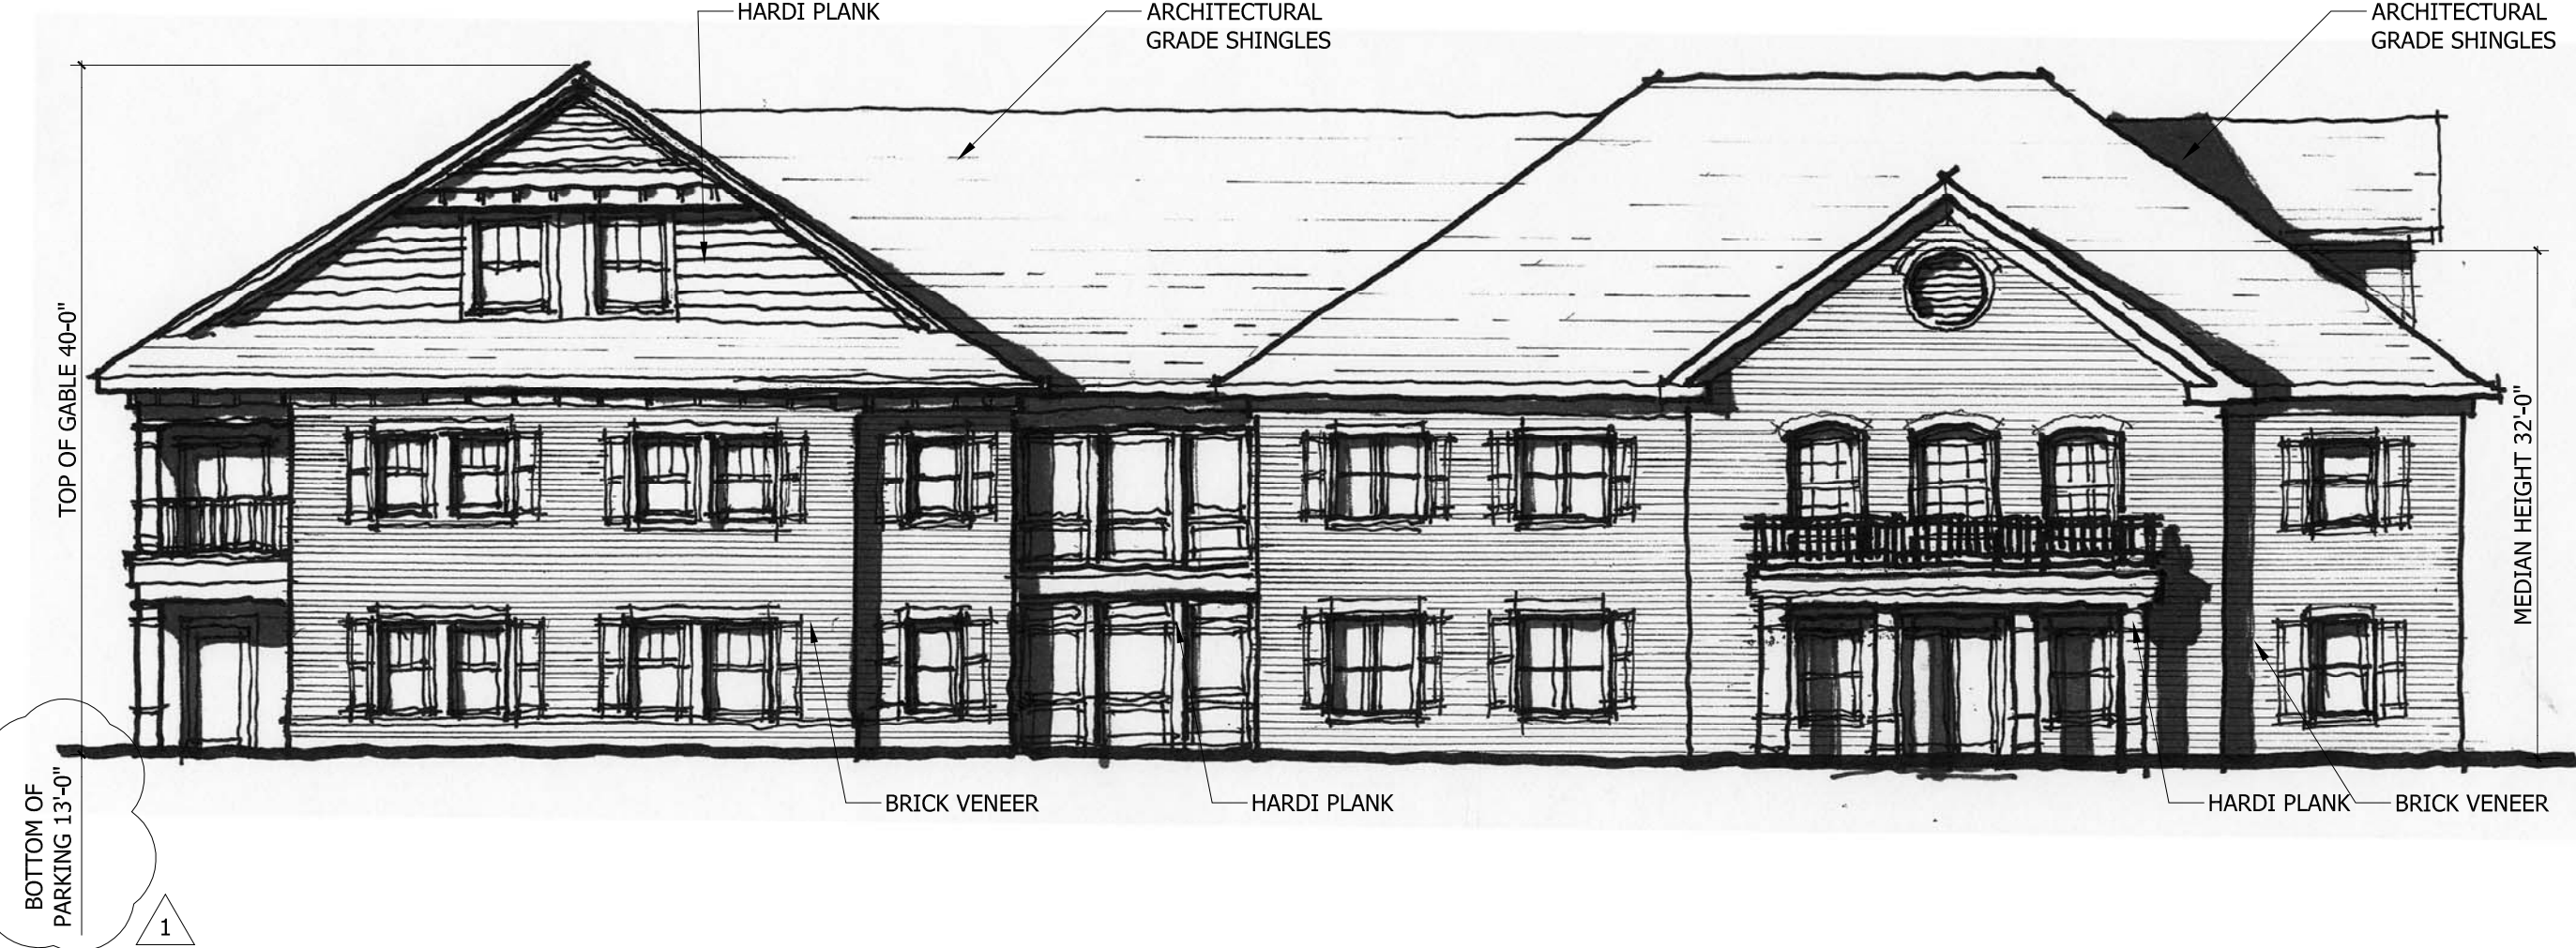 HARDI PLANK
ARCHITECTURAL
GRADE SHINGLES
ARCHITECTURAL
GRADE SHINGLES
TOP OF GABLE 40-0"
MEDIAN HEIGHT 32'-0"
BOTTOM OF
PARKING 13'-0"
BRICK VENEER
HARDI PLANK
HARDI PLANK
BRICK VENEER
1